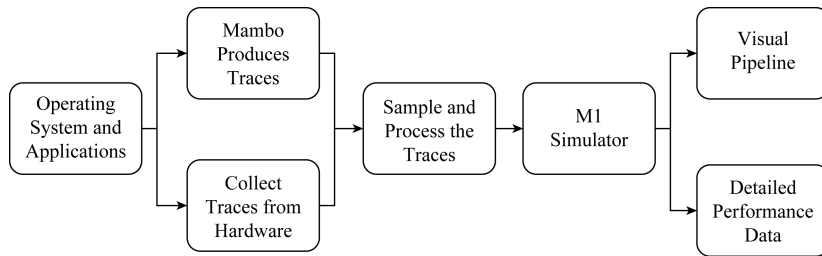 Operating
System and
Applications
Mambo
Produces
Traces
Collect
Traces from
Hardware
Sample and
Process the
Traces
M1
Simulator
Visual
Pipeline
Detailed
Performance
Data